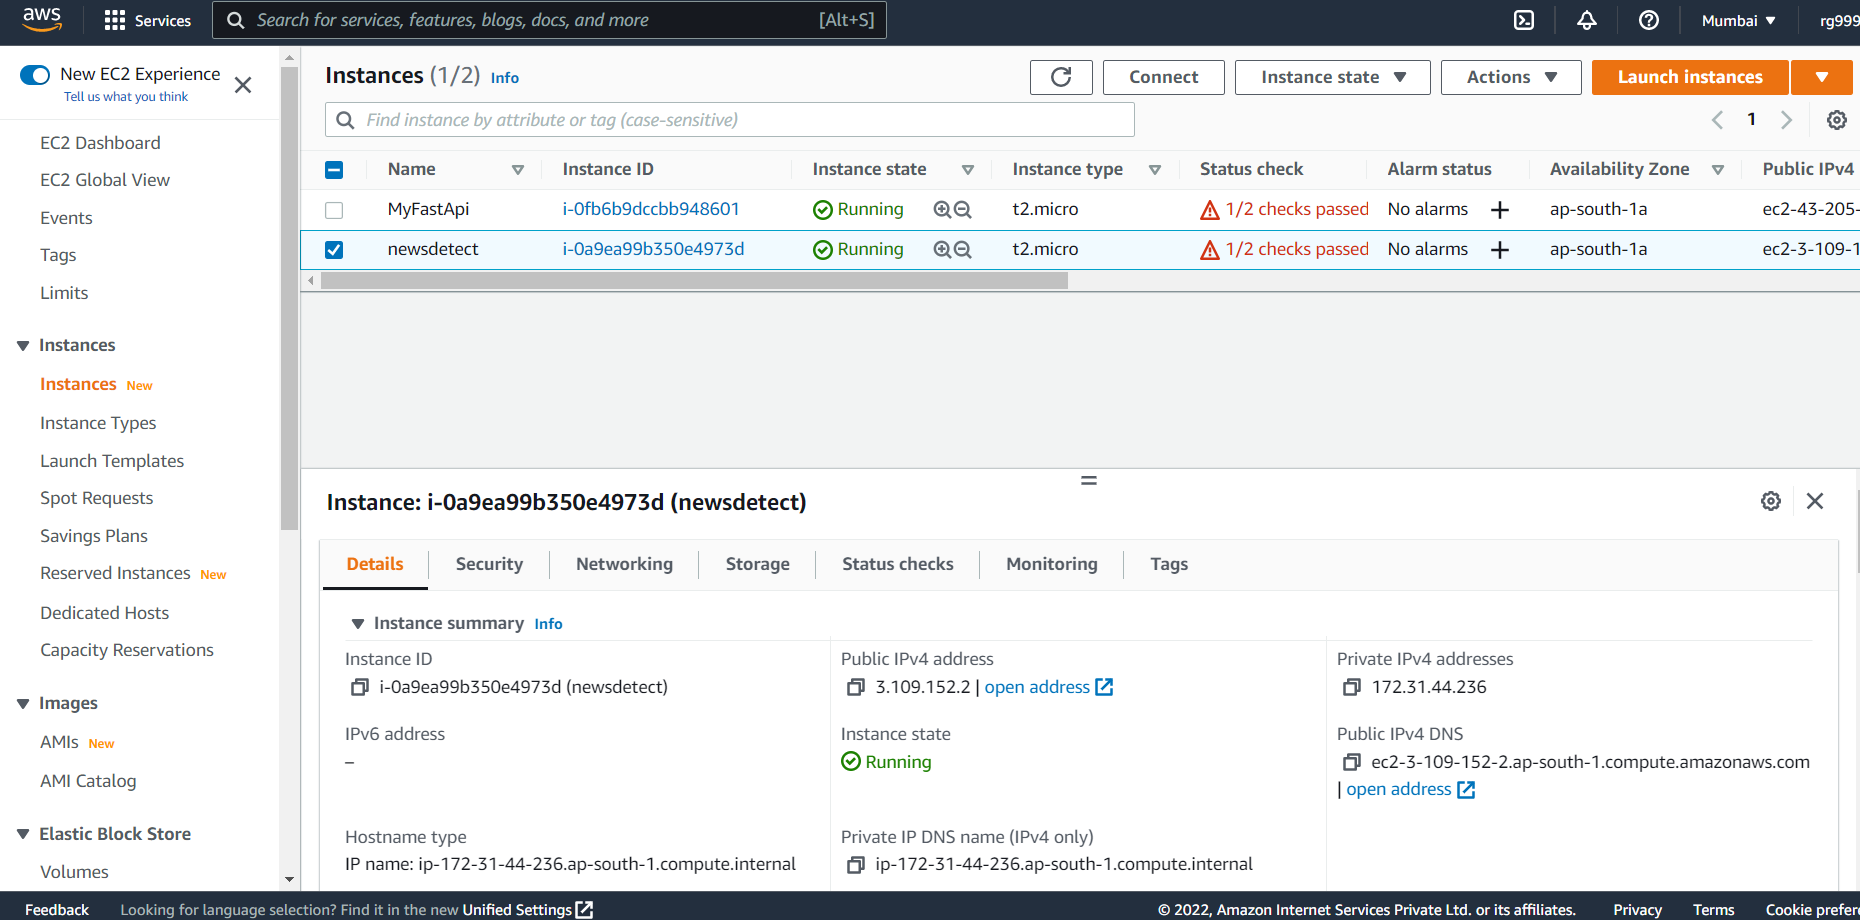 aws
Services
Search for services, features, blogs, docs, and more
[Alt+S]
Mumbai
rg999
New EC2 Experience
Tell us what you think
EC2 Dashboard
EC2 Global View
Events
Tags
Limits
Instances
Instances New
Instance Types
Launch Templates
Spot Requests
Savings Plans
Reserved Instances New
Dedicated Hosts
Capacity Reservations
Images
AMIs New
AMI Catalog
Elastic Block Store
Volumes
Instances (1/2) Info
Connect
Instance state
Actions
Launch instances
Find instance by attribute or tag (case-sensitive)
1
Name Instance ID Instance state Instance type Status check Alarm status Availability Zone Public IPv4
MyFastApi i-0fb6b9dccbb948601 Running t2.micro 1/2 checks passed No alarms + ap-south-1a ec2-43-205-
newsdetect i-0a9ea99b350e4973d Running t2.micro 1/2 checks passed No alarms + ap-south-1a ec2-3-109-1
Instance: i-0a9ea99b350e4973d (newsdetect)
Details Security Networking Storage Status checks Monitoring Tags
Instance summary Info
Instance ID
i-0a9ea99b350e4973d (newsdetect)
Public IPv4 address
3.109.152.2 | open address
Private IPv4 addresses
172.31.44.236
IPv6 address
–
Instance state
Running
Public IPv4 DNS
ec2-3-109-152-2.ap-south-1.compute.amazonaws.com
| open address
Hostname type
IP name: ip-172-31-44-236.ap-south-1.compute.internal
Private IP DNS name (IPv4 only)
ip-172-31-44-236.ap-south-1.compute.internal
Feedback
Looking for language selection? Find it in the new Unified Settings
© 2022, Amazon Internet Services Private Ltd. or its affiliates.
Privacy
Terms
Cookie prefer